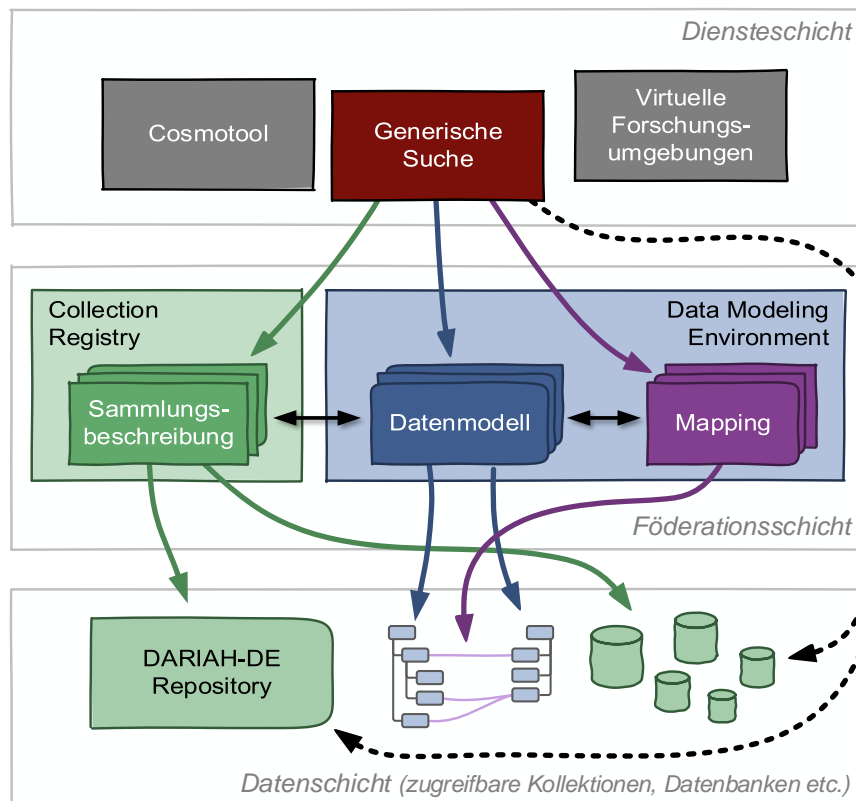 Diensteschicht
Cosmotool
Generische
Suche
Virtuelle
Forschungs-
umgebungen
Collection
Registry
Data Modeling
Environment
Sammlungs-
beschreibung
Datenmodell
Mapping
Föderationsschicht
DARIAH-DE
Repository
Datenschicht (zugreifbare Kollektionen, Datenbanken etc.)